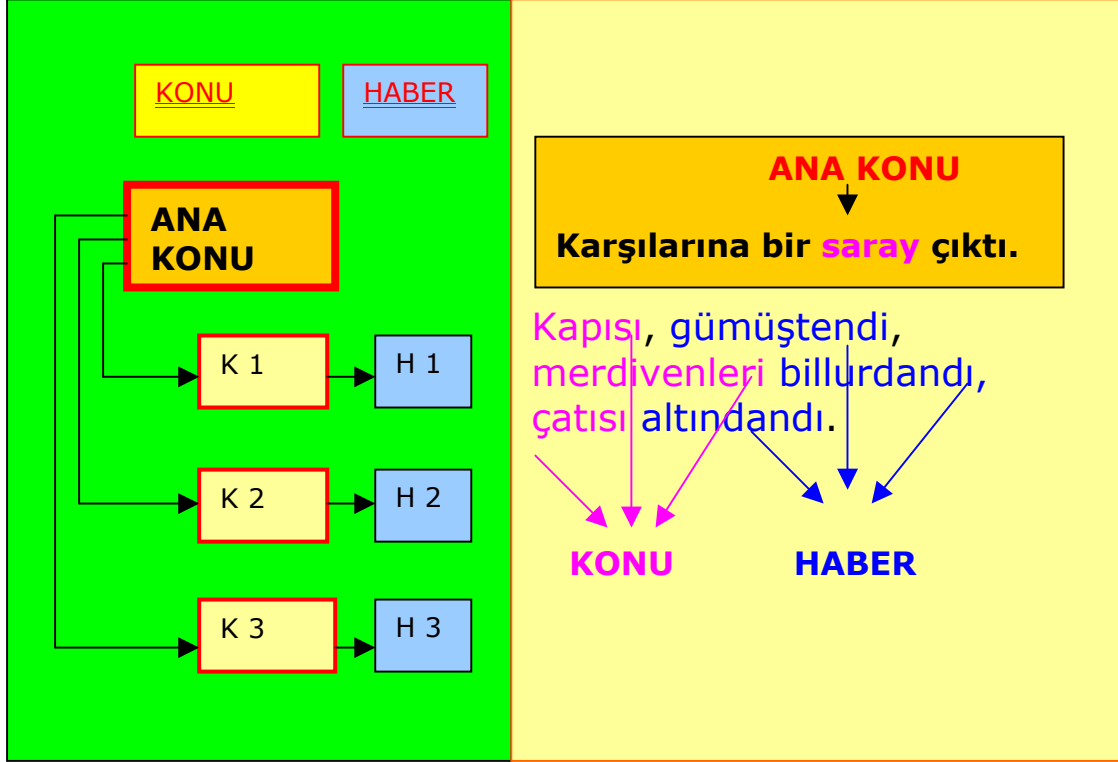 KONU
HABER
ANA
KONU
K 1
H 1
K 2
H 2
K 3
H 3
ANA KONU
Karşılarına bir saray çıktı.
Kapısı, gümüştendi,
merdivenleri billurdandı,
çatısı altındandı.
KONU
HABER